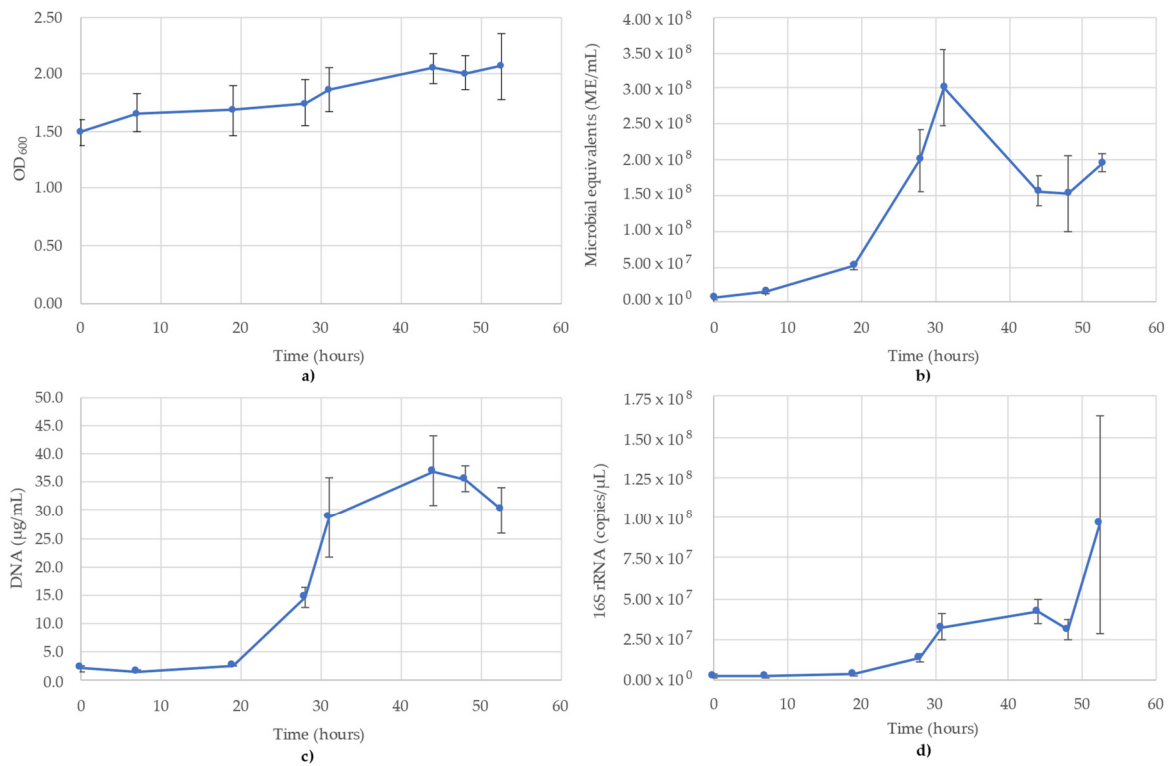 2.50
2.00
1.50
1.00
0.50
0.00
OD600
0 10 20 30 40 50 60
Time (hours)
a)
4.00 x 10^8
3.50 x 10^8
3.00 x 10^8
2.50 x 10^8
2.00 x 10^8
1.50 x 10^8
1.00 x 10^8
5.00 x 10^7
0.00 x 10^0
Microbial equivalents (ME/mL)
0 10 20 30 40 50 60
Time (hours)
b)
50.0
45.0
40.0
35.0
30.0
25.0
20.0
15.0
10.0
5.0
0.0
DNA (µg/mL)
0 10 20 30 40 50 60
Time (hours)
c)
1.75 x 10^8
1.50 x 10^8
1.25 x 10^8
1.00 x 10^8
7.50 x 10^7
5.00 x 10^7
2.50 x 10^7
0.00 x 10^0
16S rRNA (copies/µL)
0 10 20 30 40 50 60
Time (hours)
d)